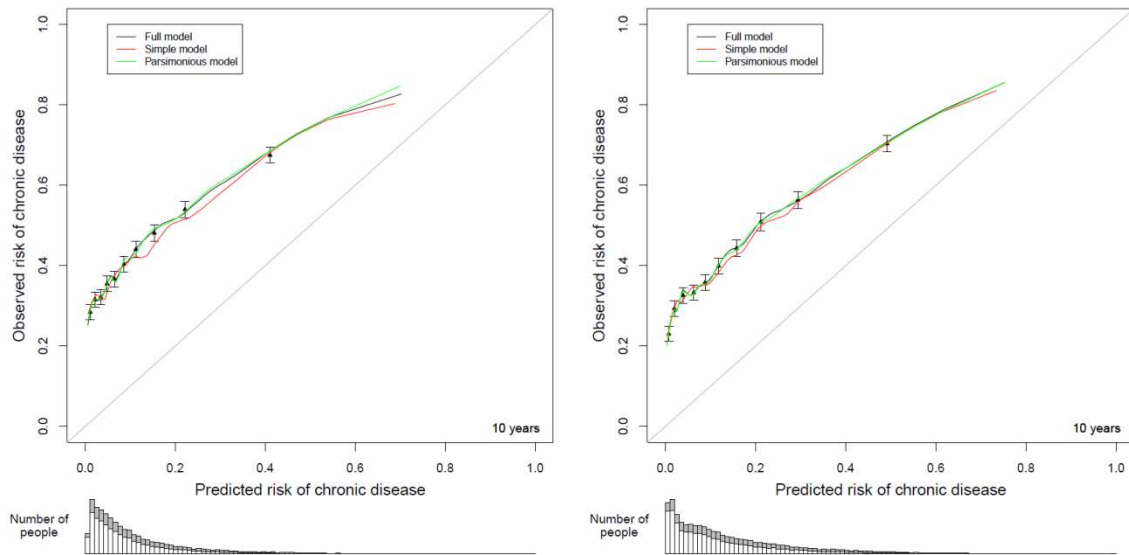 Full model
Simple model
Parsimonious model
Observed risk of chronic disease
1.0
0.8
0.6
0.4
0.2
0.0
10 years
0.0 0.2 0.4 0.6 0.8 1.0
Predicted risk of chronic disease
Number of
people
Full model
Simple model
Parsimonious model
Observed risk of chronic disease
1.0
0.8
0.6
0.4
0.2
0.0
10 years
0.0 0.2 0.4 0.6 0.8 1.0
Predicted risk of chronic disease
Number of
people